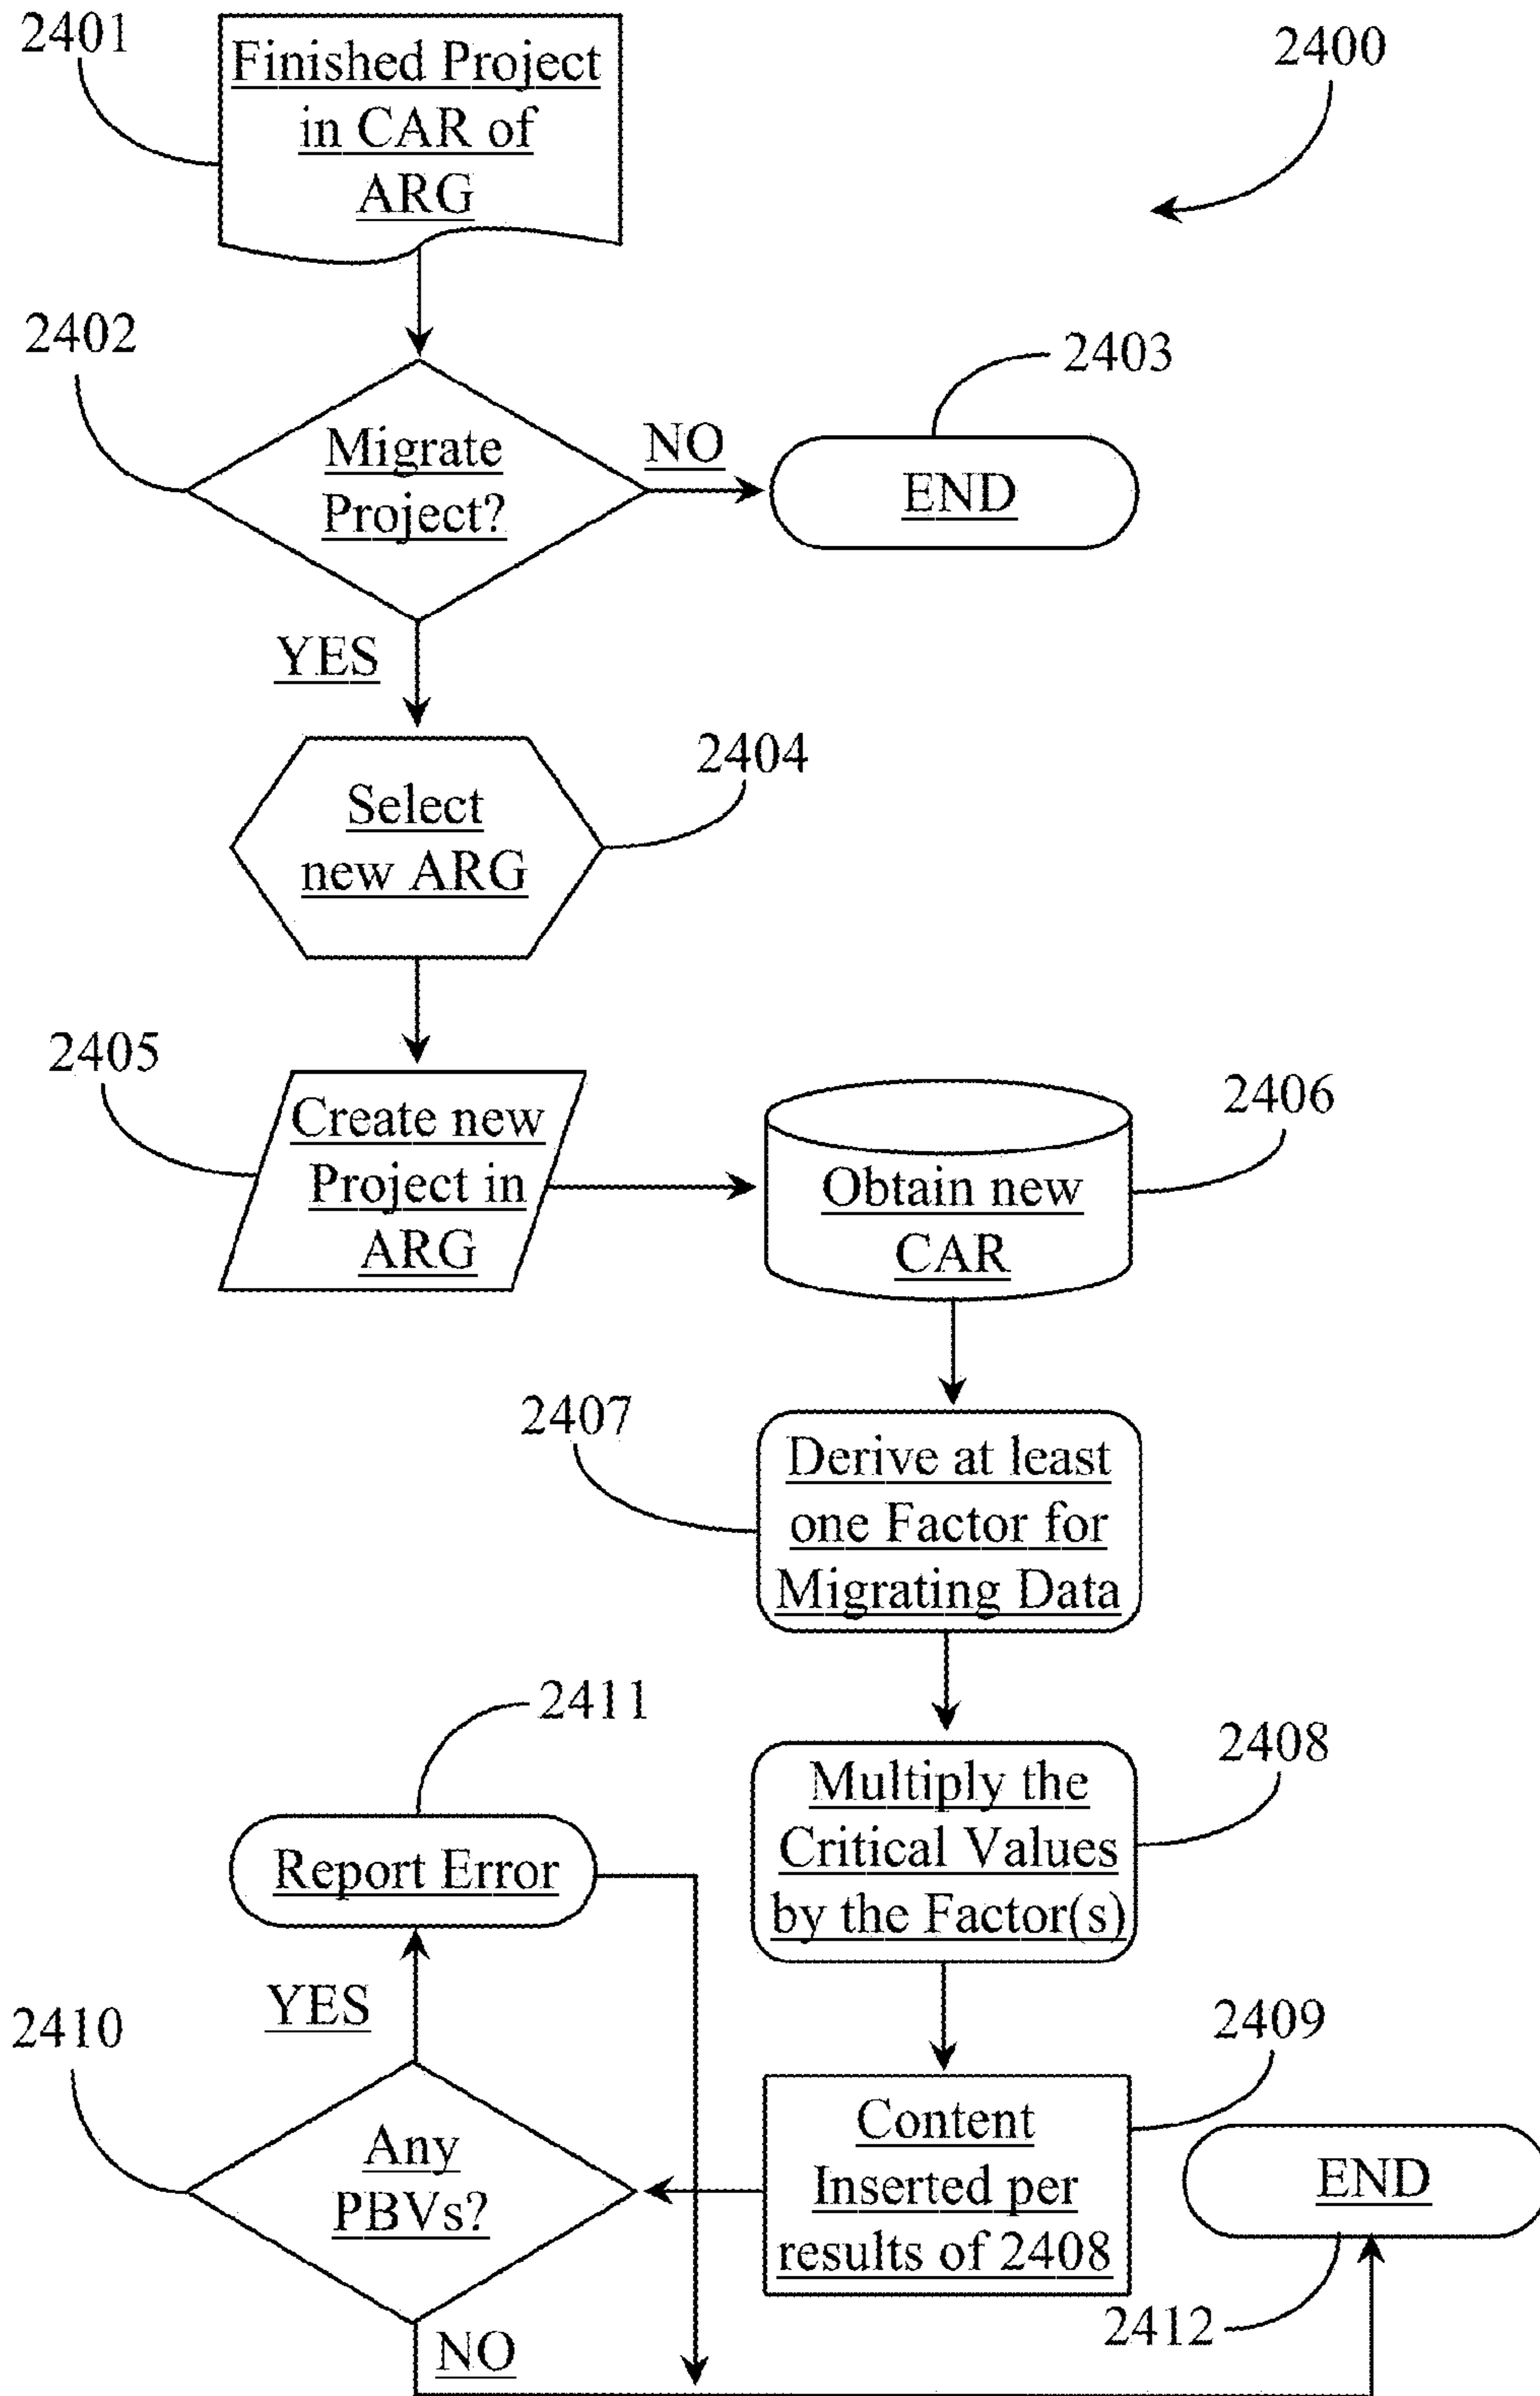 2401
Finished Project
in CAR of
ARG
2400
2402
Migrate
Project?
NO
2403
END
YES
2404
Select
new ARG
2405
Create new
Project in
ARG
2406
Obtain new
CAR
2407
Derive at least
one Factor for
Migrating Data
2408
Multiply the
Critical Values
by the Factor(s)
2411
Report Error
YES
2409
Content
Inserted per
results of 2408
2410
Any
PBVs?
NO
END
2412